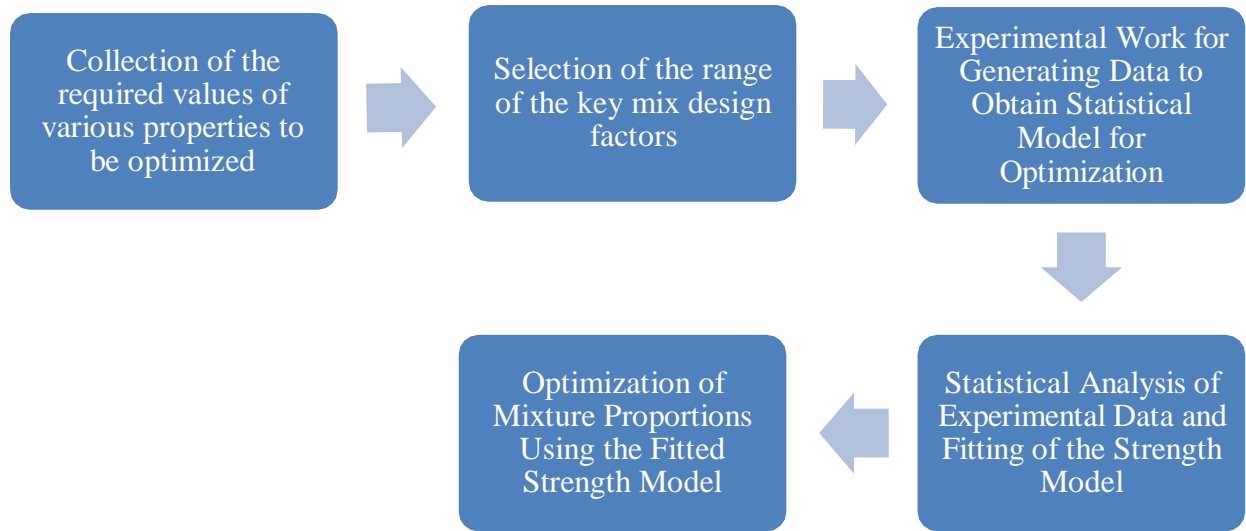 Collection of the
required values of
various properties to
be optimized
Selection of the range
of the key mix design
factors
Experimental Work for
Generating Data to
Obtain Statistical
Model for
Optimization
Statistical Analysis of
Experimental Data and
Fitting of the Strength
Model
Optimization of
Mixture Proportions
Using the Fitted
Strength Model